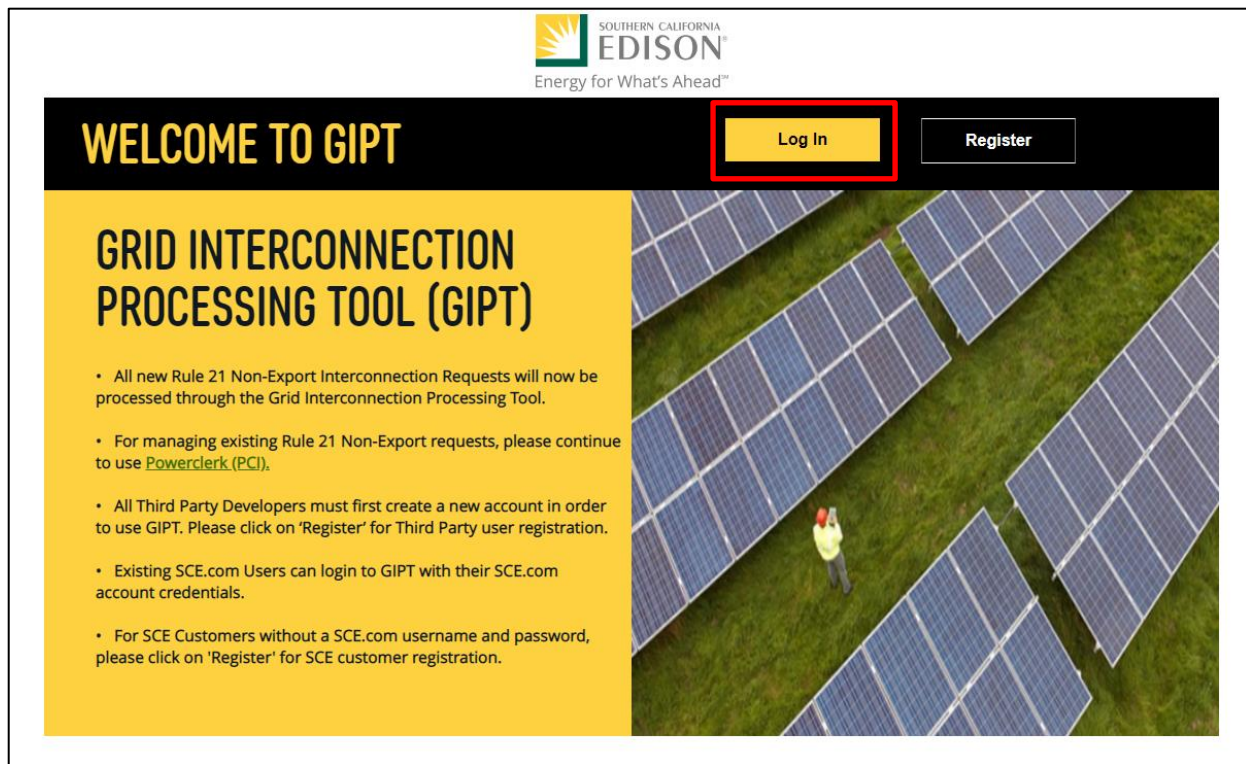 SOUTHERN CALIFORNIA
EDISON®
Energy for What's Ahead℠
WELCOME TO GIPT
Log In
Register
GRID INTERCONNECTION
PROCESSING TOOL (GIPT)
• All new Rule 21 Non-Export Interconnection Requests will now be
processed through the Grid Interconnection Processing Tool.
• For managing existing Rule 21 Non-Export requests, please continue
to use Powerclerk (PCI).
• All Third Party Developers must first create a new account in order
to use GIPT. Please click on ‘Register’ for Third Party user registration.
• Existing SCE.com Users can login to GIPT with their SCE.com
account credentials.
• For SCE Customers without a SCE.com username and password,
please click on 'Register' for SCE customer registration.